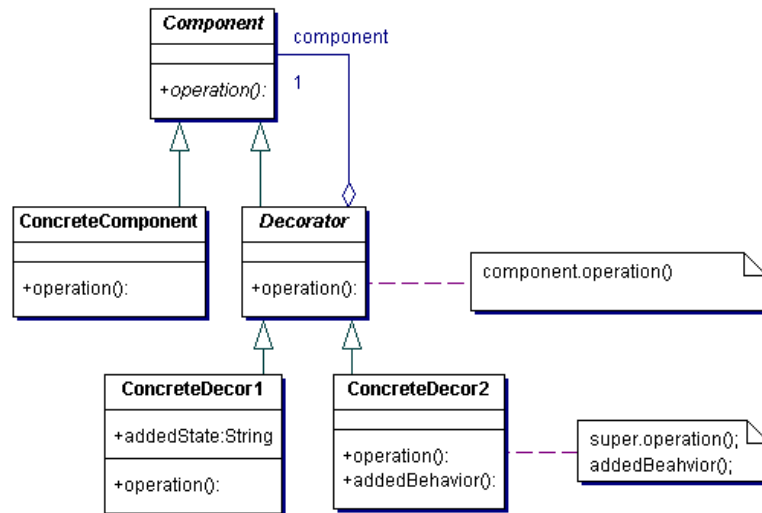 Component
component
+operation():
1
ConcreteComponent
+operation():
Decorator
+operation():
component.operation()
ConcreteDecor1
+addedState:String
+operation():
ConcreteDecor2
+operation():
+addedBehavior():
super.operation();
addedBeahvior();